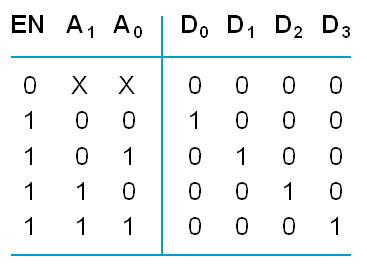 EN A₁ A₀ D₀ D₁ D₂ D₃
0 X X 0 0 0 0
1 0 0 1 0 0 0
1 0 1 0 1 0 0
1 1 0 0 0 1 0
1 1 1 0 0 0 1